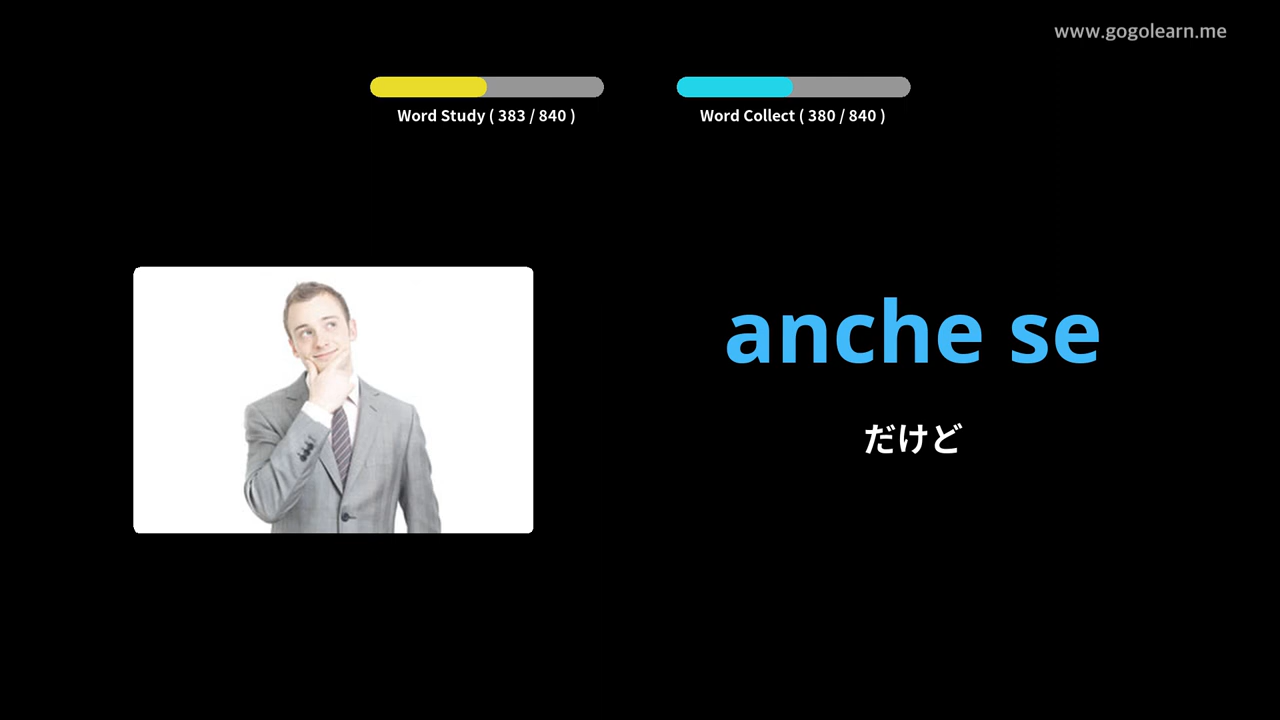 www.gogolearn.me
Word Study ( 383 / 840 )
Word Collect ( 380 / 840 )
anche se
だけど